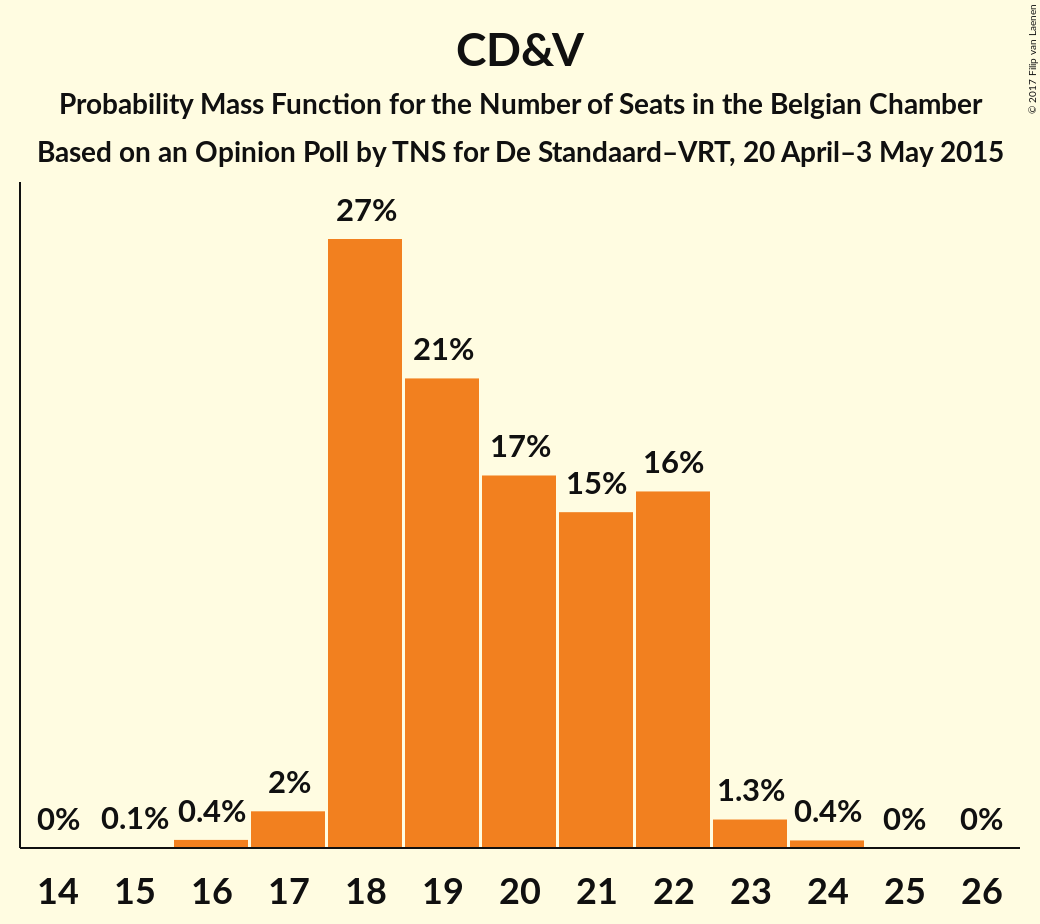 CD&V
Probability Mass Function for the Number of Seats in the Belgian Chamber
Based on an Opinion Poll by TNS for De Standaard–VRT, 20 April–3 May 2015
© 2017 Filip van Laenen
0% 0.1% 0.4% 2% 27% 21% 17% 15% 16% 1.3% 0.4% 0% 0%
14 15 16 17 18 19 20 21 22 23 24 25 26